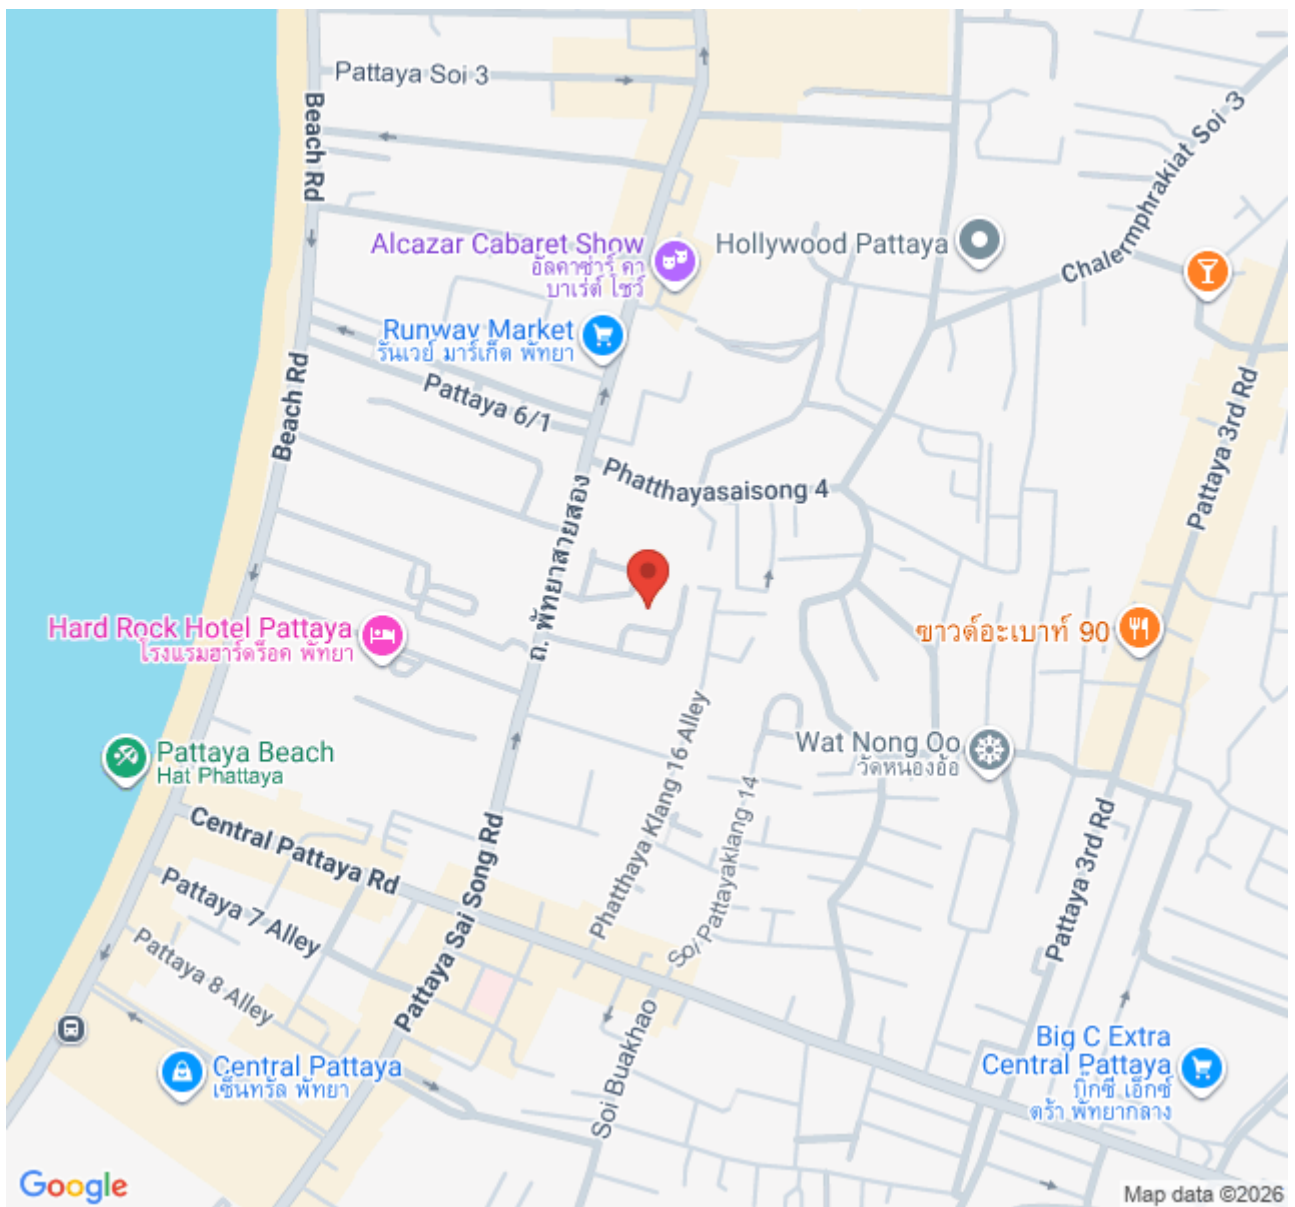 Pattaya Soi 3
Beach Rd
Chalermphrakiat Soi 3
Alcazar Cabaret Show
อัลคาซ่าร์ คา
บาเร่ต์ โชว์
Hollywood Pattaya
Runway Market
รันเวย์ มาร์เก็ต พัทยา
Pattaya 6/1
Beach Rd
Pattaya 3rd Rd
Phatthayasaisong 4
ถ. พัทยาสายสอง
Hard Rock Hotel Pattaya
โรงแรมฮาร์ดร็อค พัทยา
ขาวด์อะเบาท์ 90
Pattaya Beach
Hat Phattaya
Wat Nong Oo
วัดหนองอ้อ
Phatthaya Klang 16 Alley
Soi Pattayaklang 14
Central Pattaya Rd
Pattaya Sai Song Rd
Pattaya 3rd Rd
Pattaya 7 Alley
Pattaya 8 Alley
Soi Buakhao
Central Pattaya
เซ็นทรัล พัทยา
Big C Extra
Central Pattaya
บิ๊กซี เอ็กซ์
ตร้า พัทยากลาง
Google
Map data ©2026